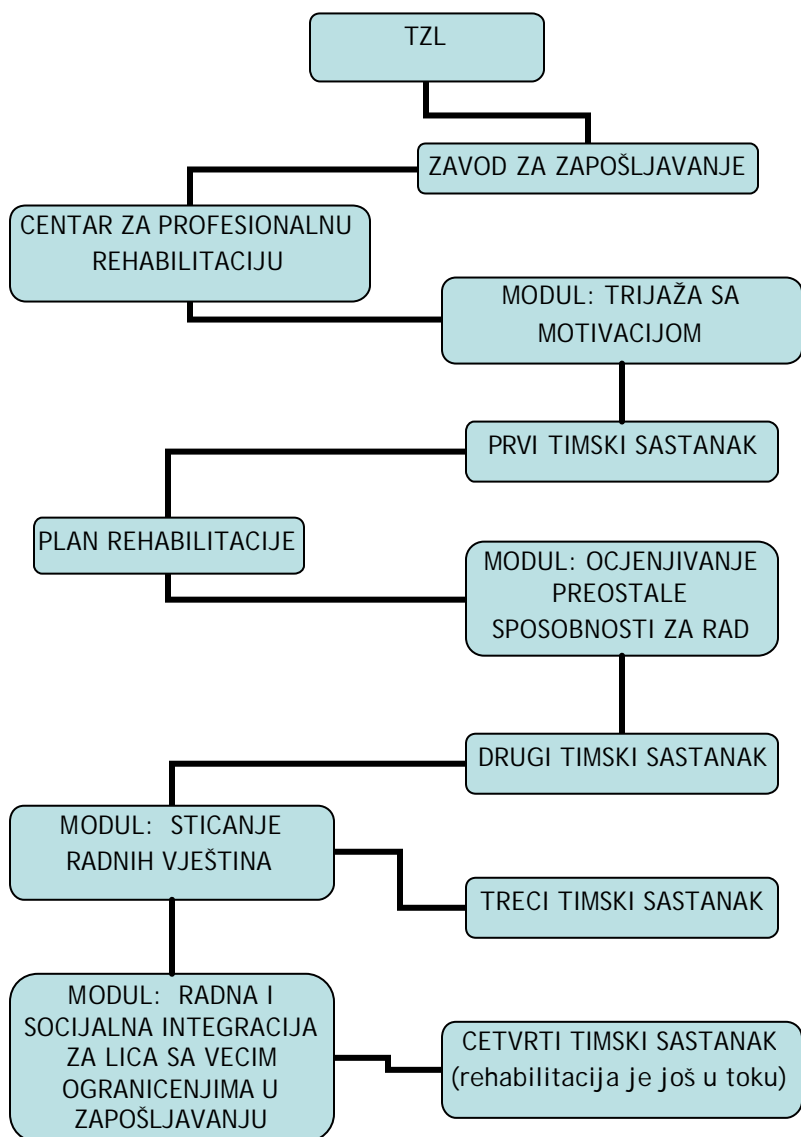 TZL
ZAVOD ZA ZAPOŠLJAVANJE
CENTAR ZA PROFESIONALNU
REHABILITACIJU
MODUL: TRIJAŽA SA
MOTIVACIJOM
PRVI TIMSKI SASTANAK
PLAN REHABILITACIJE
MODUL: OCJENJIVANJE
PREOSTALE
SPOSOBNOSTI ZA RAD
DRUGI TIMSKI SASTANAK
MODUL: STICANJE
RADNIH VJEŠTINA
TRECI TIMSKI SASTANAK
MODUL: RADNA I
SOCIJALNA INTEGRACIJA
ZA LICA SA VECIM
OGRANICENJIMA U
ZAPOŠLJAVANJU
CETVRTI TIMSKI SASTANAK
(rehabilitacija je još u toku)